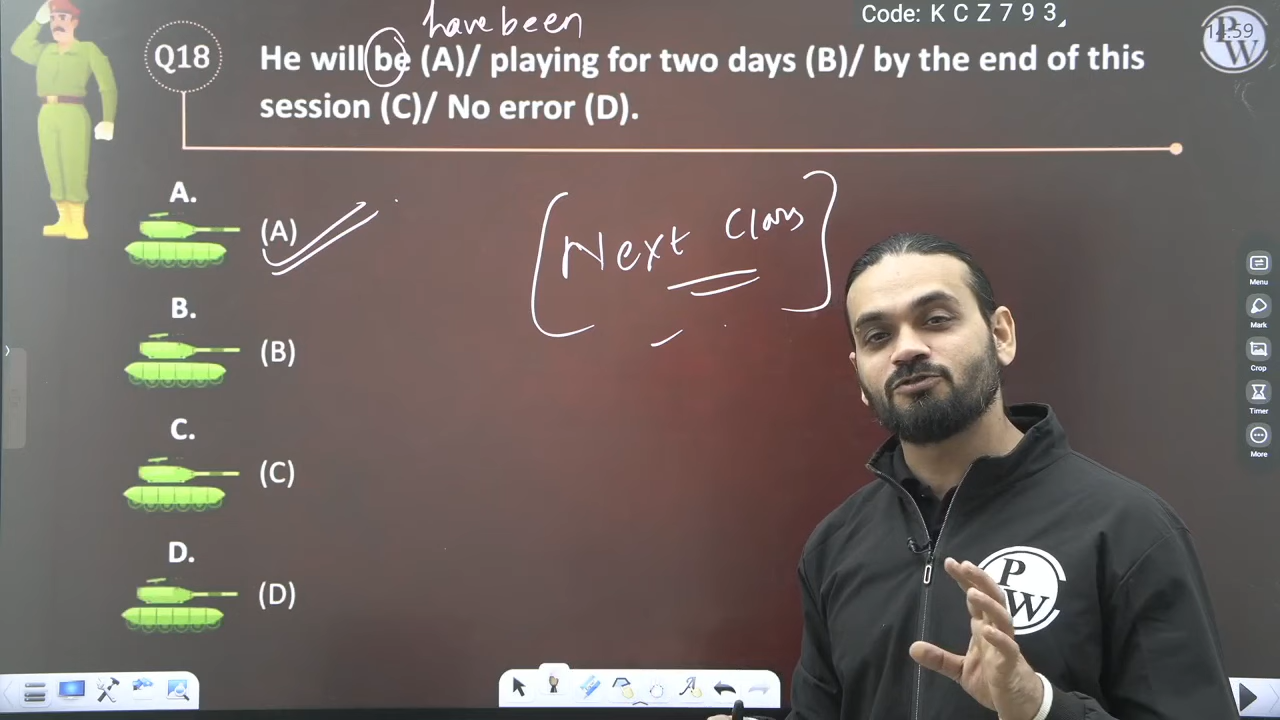 have been
Code: K C Z 7 9 3
Q18
He will be (A)/ playing for two days (B)/ by the end of this
session (C)/ No error (D).
PW
A.
(A)
B.
(B)
C.
(C)
D.
(D)
[Next Class]
Menu
Mark
Crop
Timer
More
PW